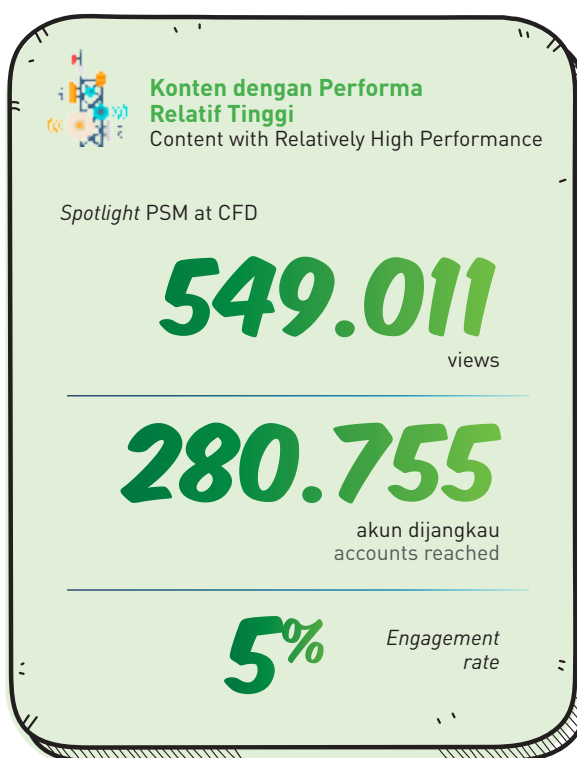 Konten dengan Performa
Relatif Tinggi
Content with Relatively High Performance
Spotlight PSM at CFD
549.011
views
280.755
akun dijangkau
accounts reached
5%
Engagement
rate